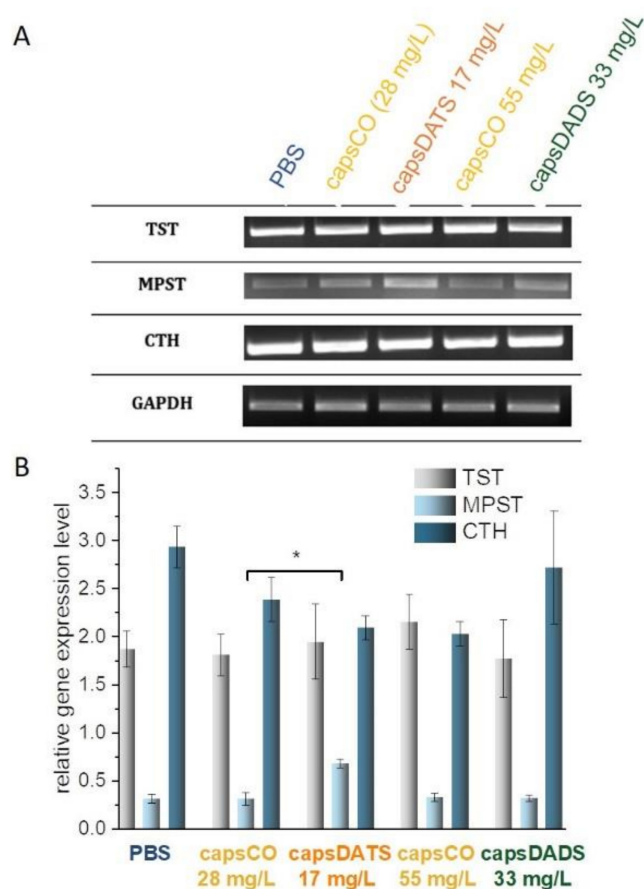 A
PBS
capsCO (28 mg/L)
capsDATS 17 mg/L
capsCO 55 mg/L
capsDADS 33 mg/L
TST
MPST
CTH
GAPDH
B
relative gene expression level
3.5
3.0
2.5
2.0
1.5
1.0
0.5
0.0
TST
MPST
CTH
*
PBS
capsCO
28 mg/L
capsDATS
17 mg/L
capsCO
55 mg/L
capsDADS
33 mg/L